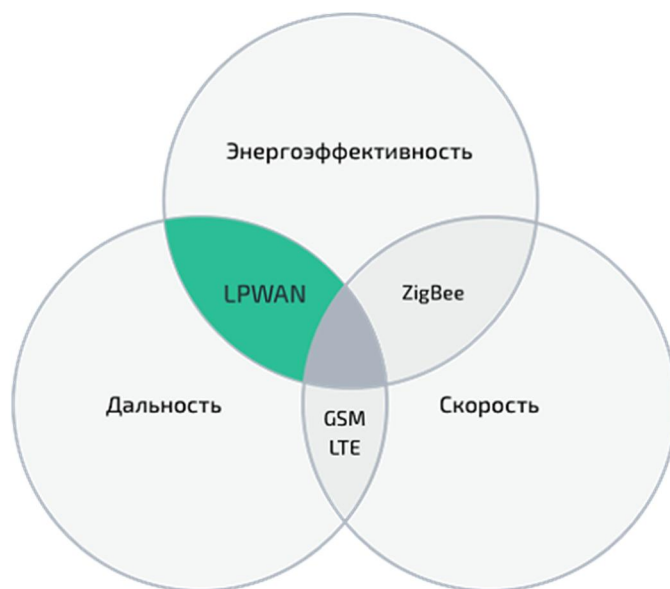 Энергоэффективность
LPWAN
ZigBee
Дальность
GSM
LTE
Скорость